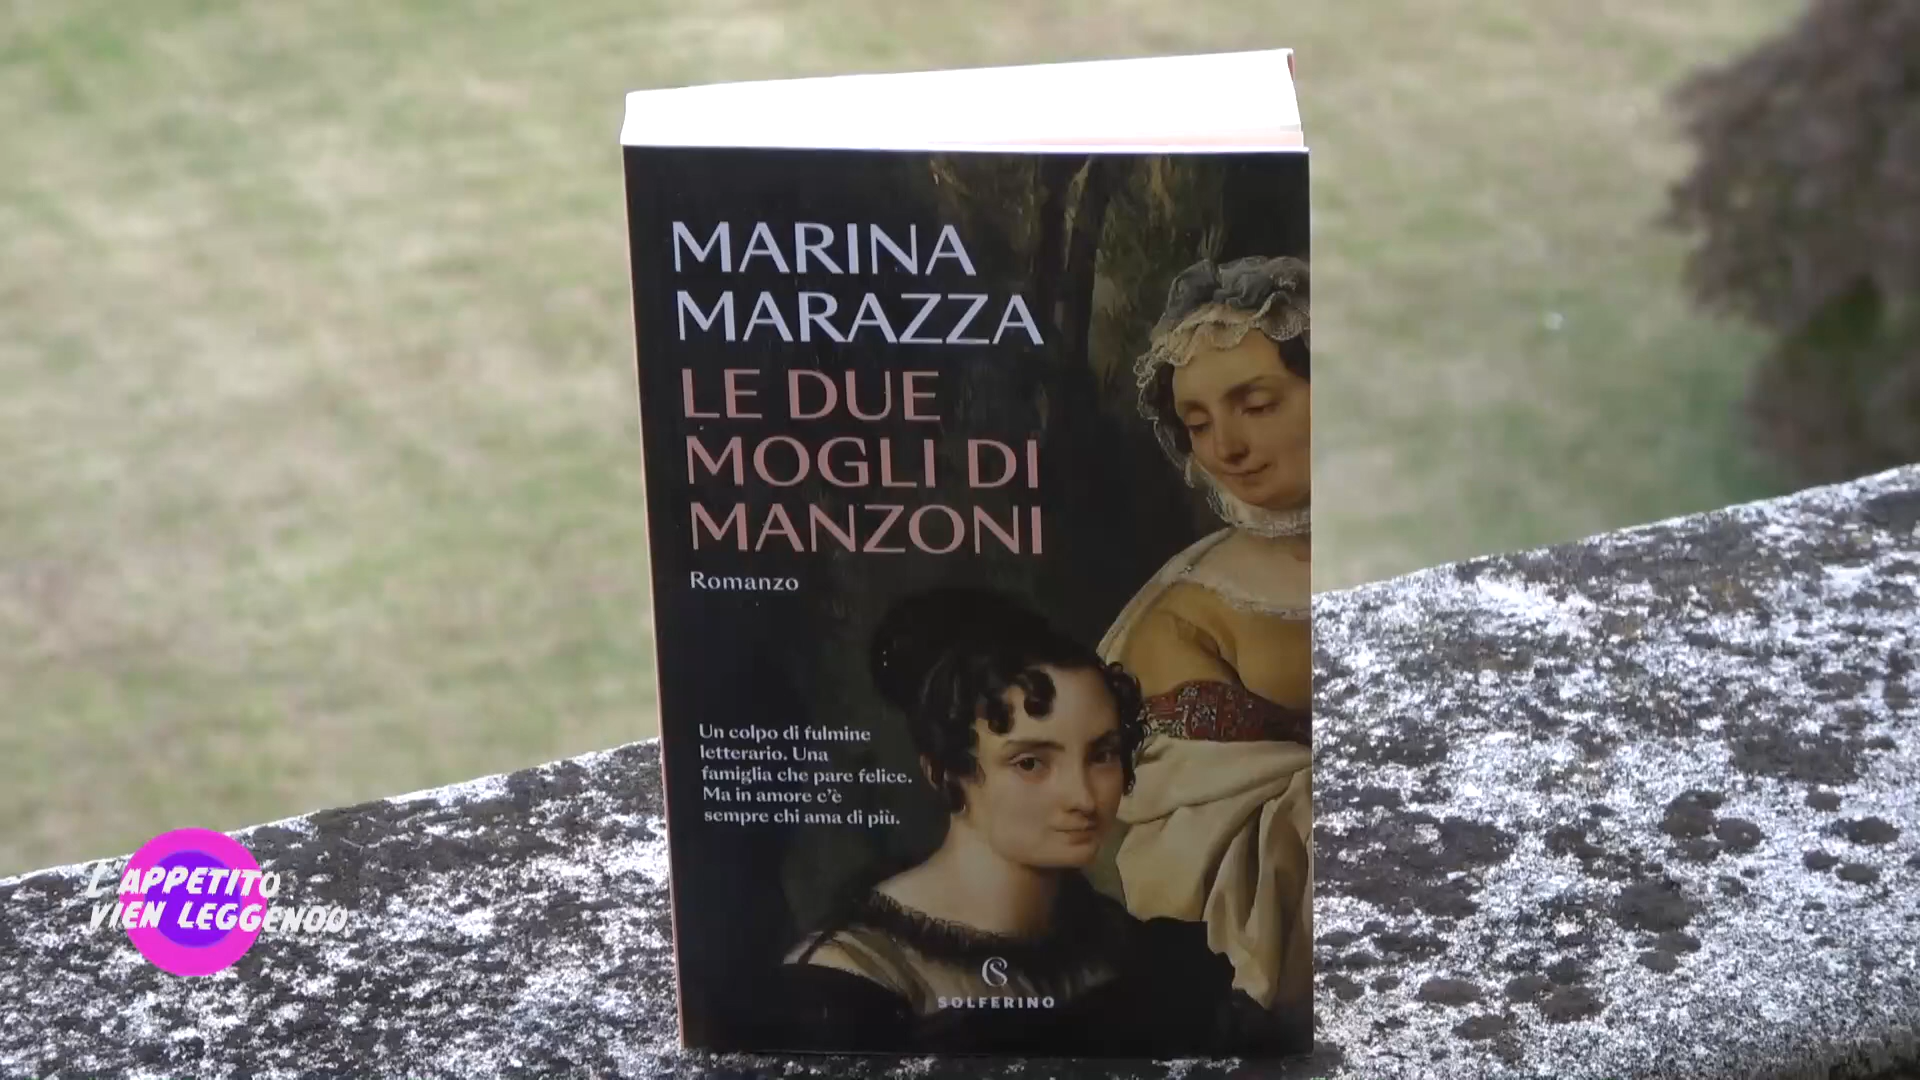 MARINA
MARAZZA
LE DUE
MOGLI DI
MANZONI
Romanzo
Un colpo di fulmine
letterario. Una
famiglia che pare felice.
Ma in amore c'è
sempre chi ama di più.
SOLFERINO
L'APPETITO
VIEN LEGGENDO